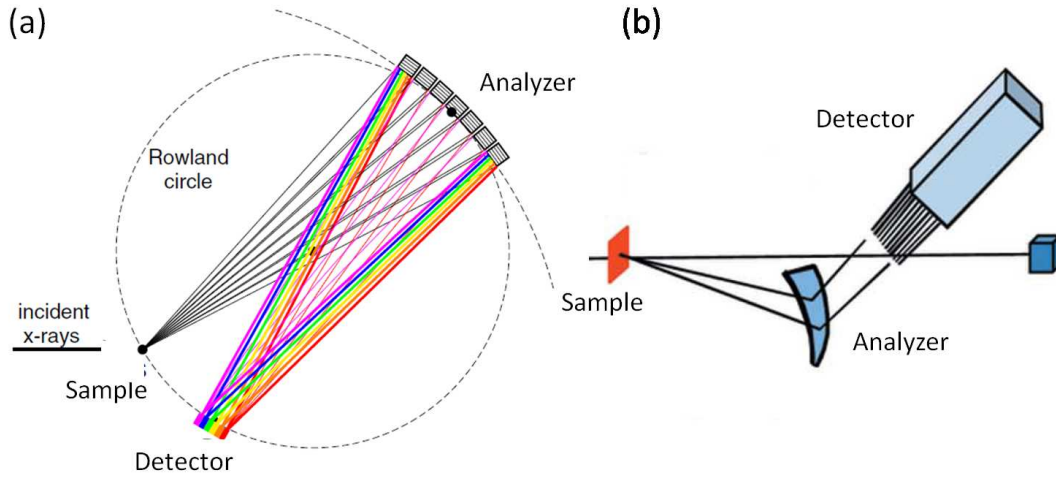 (a)
Analyzer
Rowland
circle
incident
x-rays
Sample
Detector
(b)
Detector
Sample
Analyzer